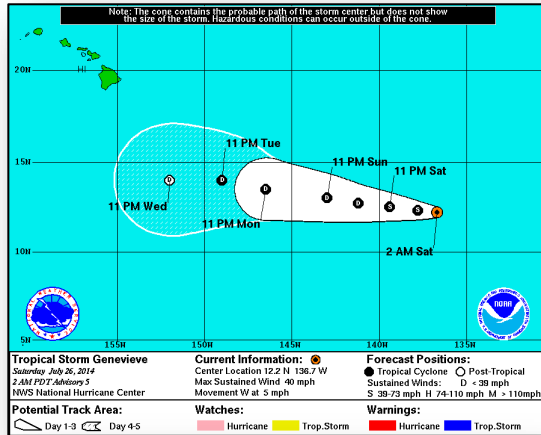 Note: The cone contains the probable path of the storm center but does not show
the size of the storm. Hazardous conditions can occur outside of the cone.
HI
20N
15N
10N
5N
11 PM Tue
11 PM Sun
11 PM Sat
11 PM Wed
11 PM Mon
2 AM Sat
D D D D D S S
155W 150W 145W 140W 135W
NOAA
Tropical Storm Genevieve
Saturday July 26, 2014
2 AM PDT Advisory 5
NWS National Hurricane Center
Current Information:
Center Location 12.2 N 136.7 W
Max Sustained Wind 40 mph
Movement W at 5 mph
Forecast Positions:
Tropical Cyclone Post-Tropical
Sustained Winds: D < 39 mph
S 39-73 mph H 74-110 mph M > 110mph
Potential Track Area:
Day 1-3 Day 4-5
Watches:
Hurricane Trop.Storm
Warnings:
Hurricane Trop.Storm